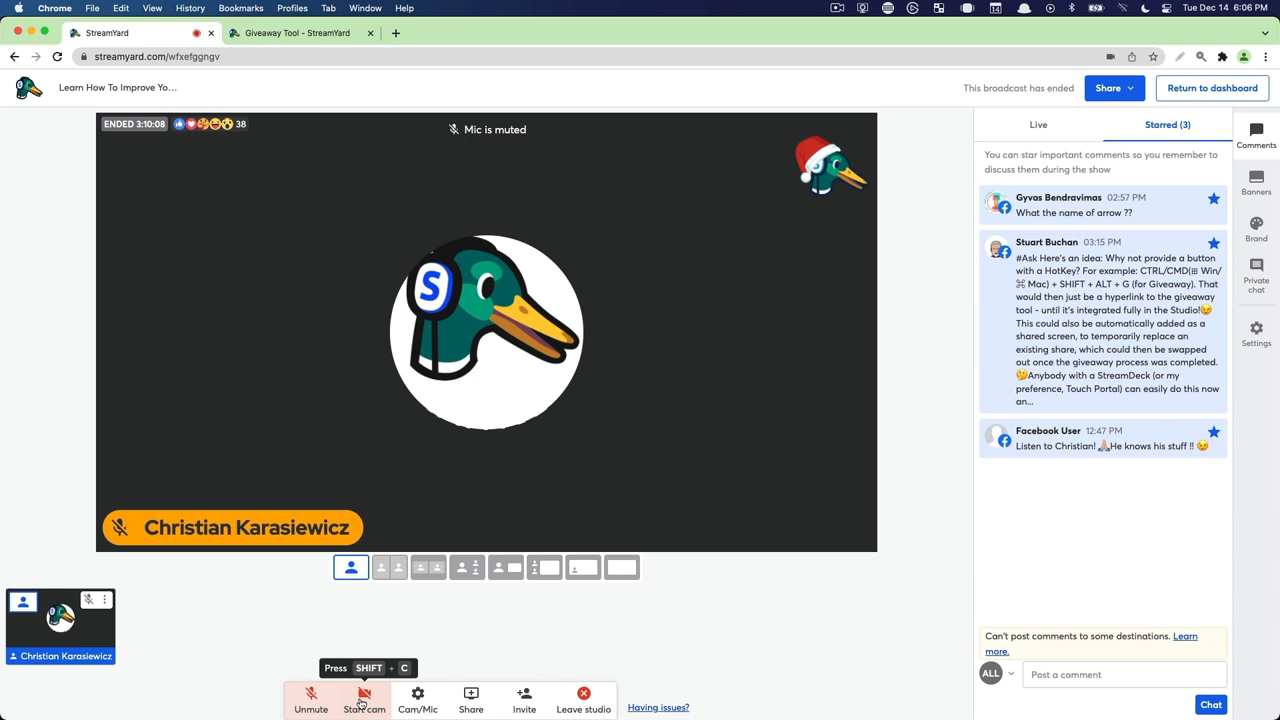 Chrome File Edit View History Bookmarks Profiles Tab Window Help Tue Dec 14 6:06 PM
StreamYard
Giveaway Tool - StreamYard
streamyard.com/wfxefggngv
Learn How To Improve Yo...
This broadcast has ended
Share
Return to dashboard
ENDED 3:10:08
38
Mic is muted
S
Christian Karasiewicz
Christian Karasiewicz
Press SHIFT + C
Unmute
Start cam
Cam/Mic
Share
Invite
Leave studio
Having issues?
Live
Starred (3)
You can star important comments so you remember to
discuss them during the show
Gyvas Bendravimas 02:57 PM
What the name of arrow ??
Stuart Buchan 03:15 PM
#Ask Here's an idea: Why not provide a button
with a HotKey? For example: CTRL/CMD(⊞ Win/
⌘ Mac) + SHIFT + ALT + G (for Giveaway). That
would then just be a hyperlink to the giveaway
tool - until it's integrated fully in the Studio!😉
This could also be automatically added as a
shared screen, to temporarily replace an
existing share, which could then be swapped
out once the giveaway process was completed.
🤔Anybody with a StreamDeck (or my
preference, Touch Portal) can easily do this now
an...
Facebook User 12:47 PM
Listen to Christian! 🙏🏼He knows his stuff !! 😉
Can't post comments to some destinations. Learn
more.
ALL
Post a comment
Chat
Comments
Banners
Brand
Private
chat
Settings